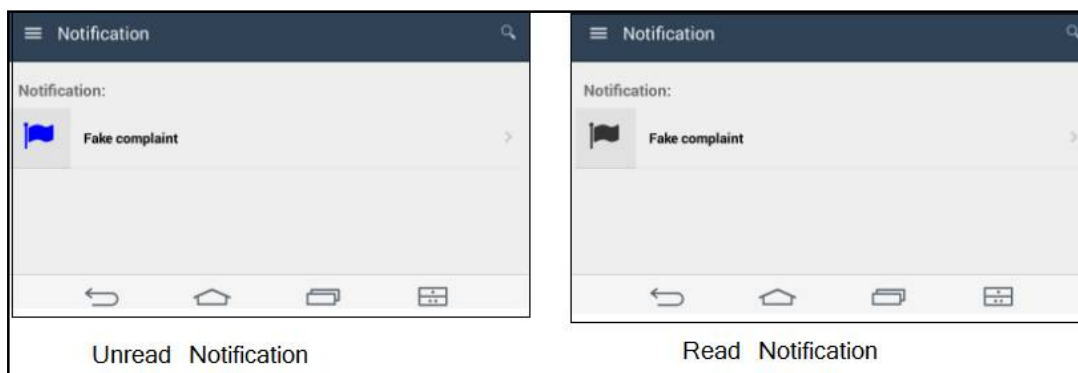 Notification
Notification:
Fake complaint
Unread Notification
Notification
Notification:
Fake complaint
Read Notification